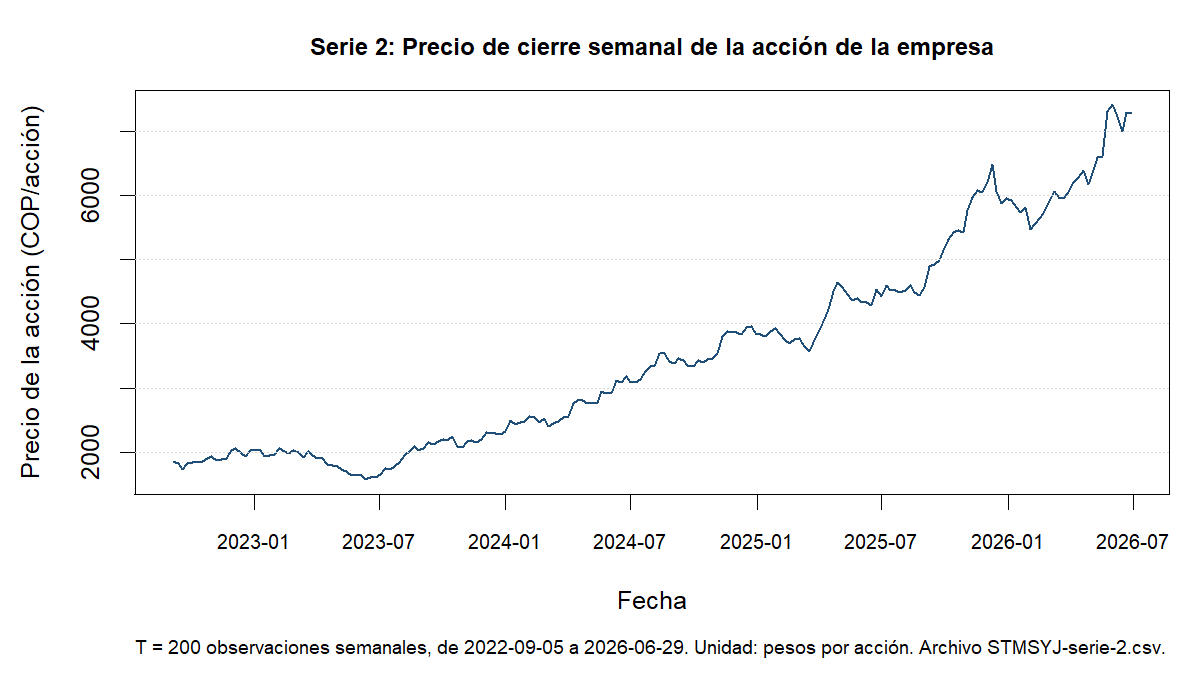 Serie 2: Precio de cierre semanal de la acción de la empresa
Precio de la acción (COP/acción)
6000
4000
2000
2023-01 2023-07 2024-01 2024-07 2025-01 2025-07 2026-01 2026-07
Fecha
T = 200 observaciones semanales, de 2022-09-05 a 2026-06-29. Unidad: pesos por acción. Archivo STMSYJ-serie-2.csv.